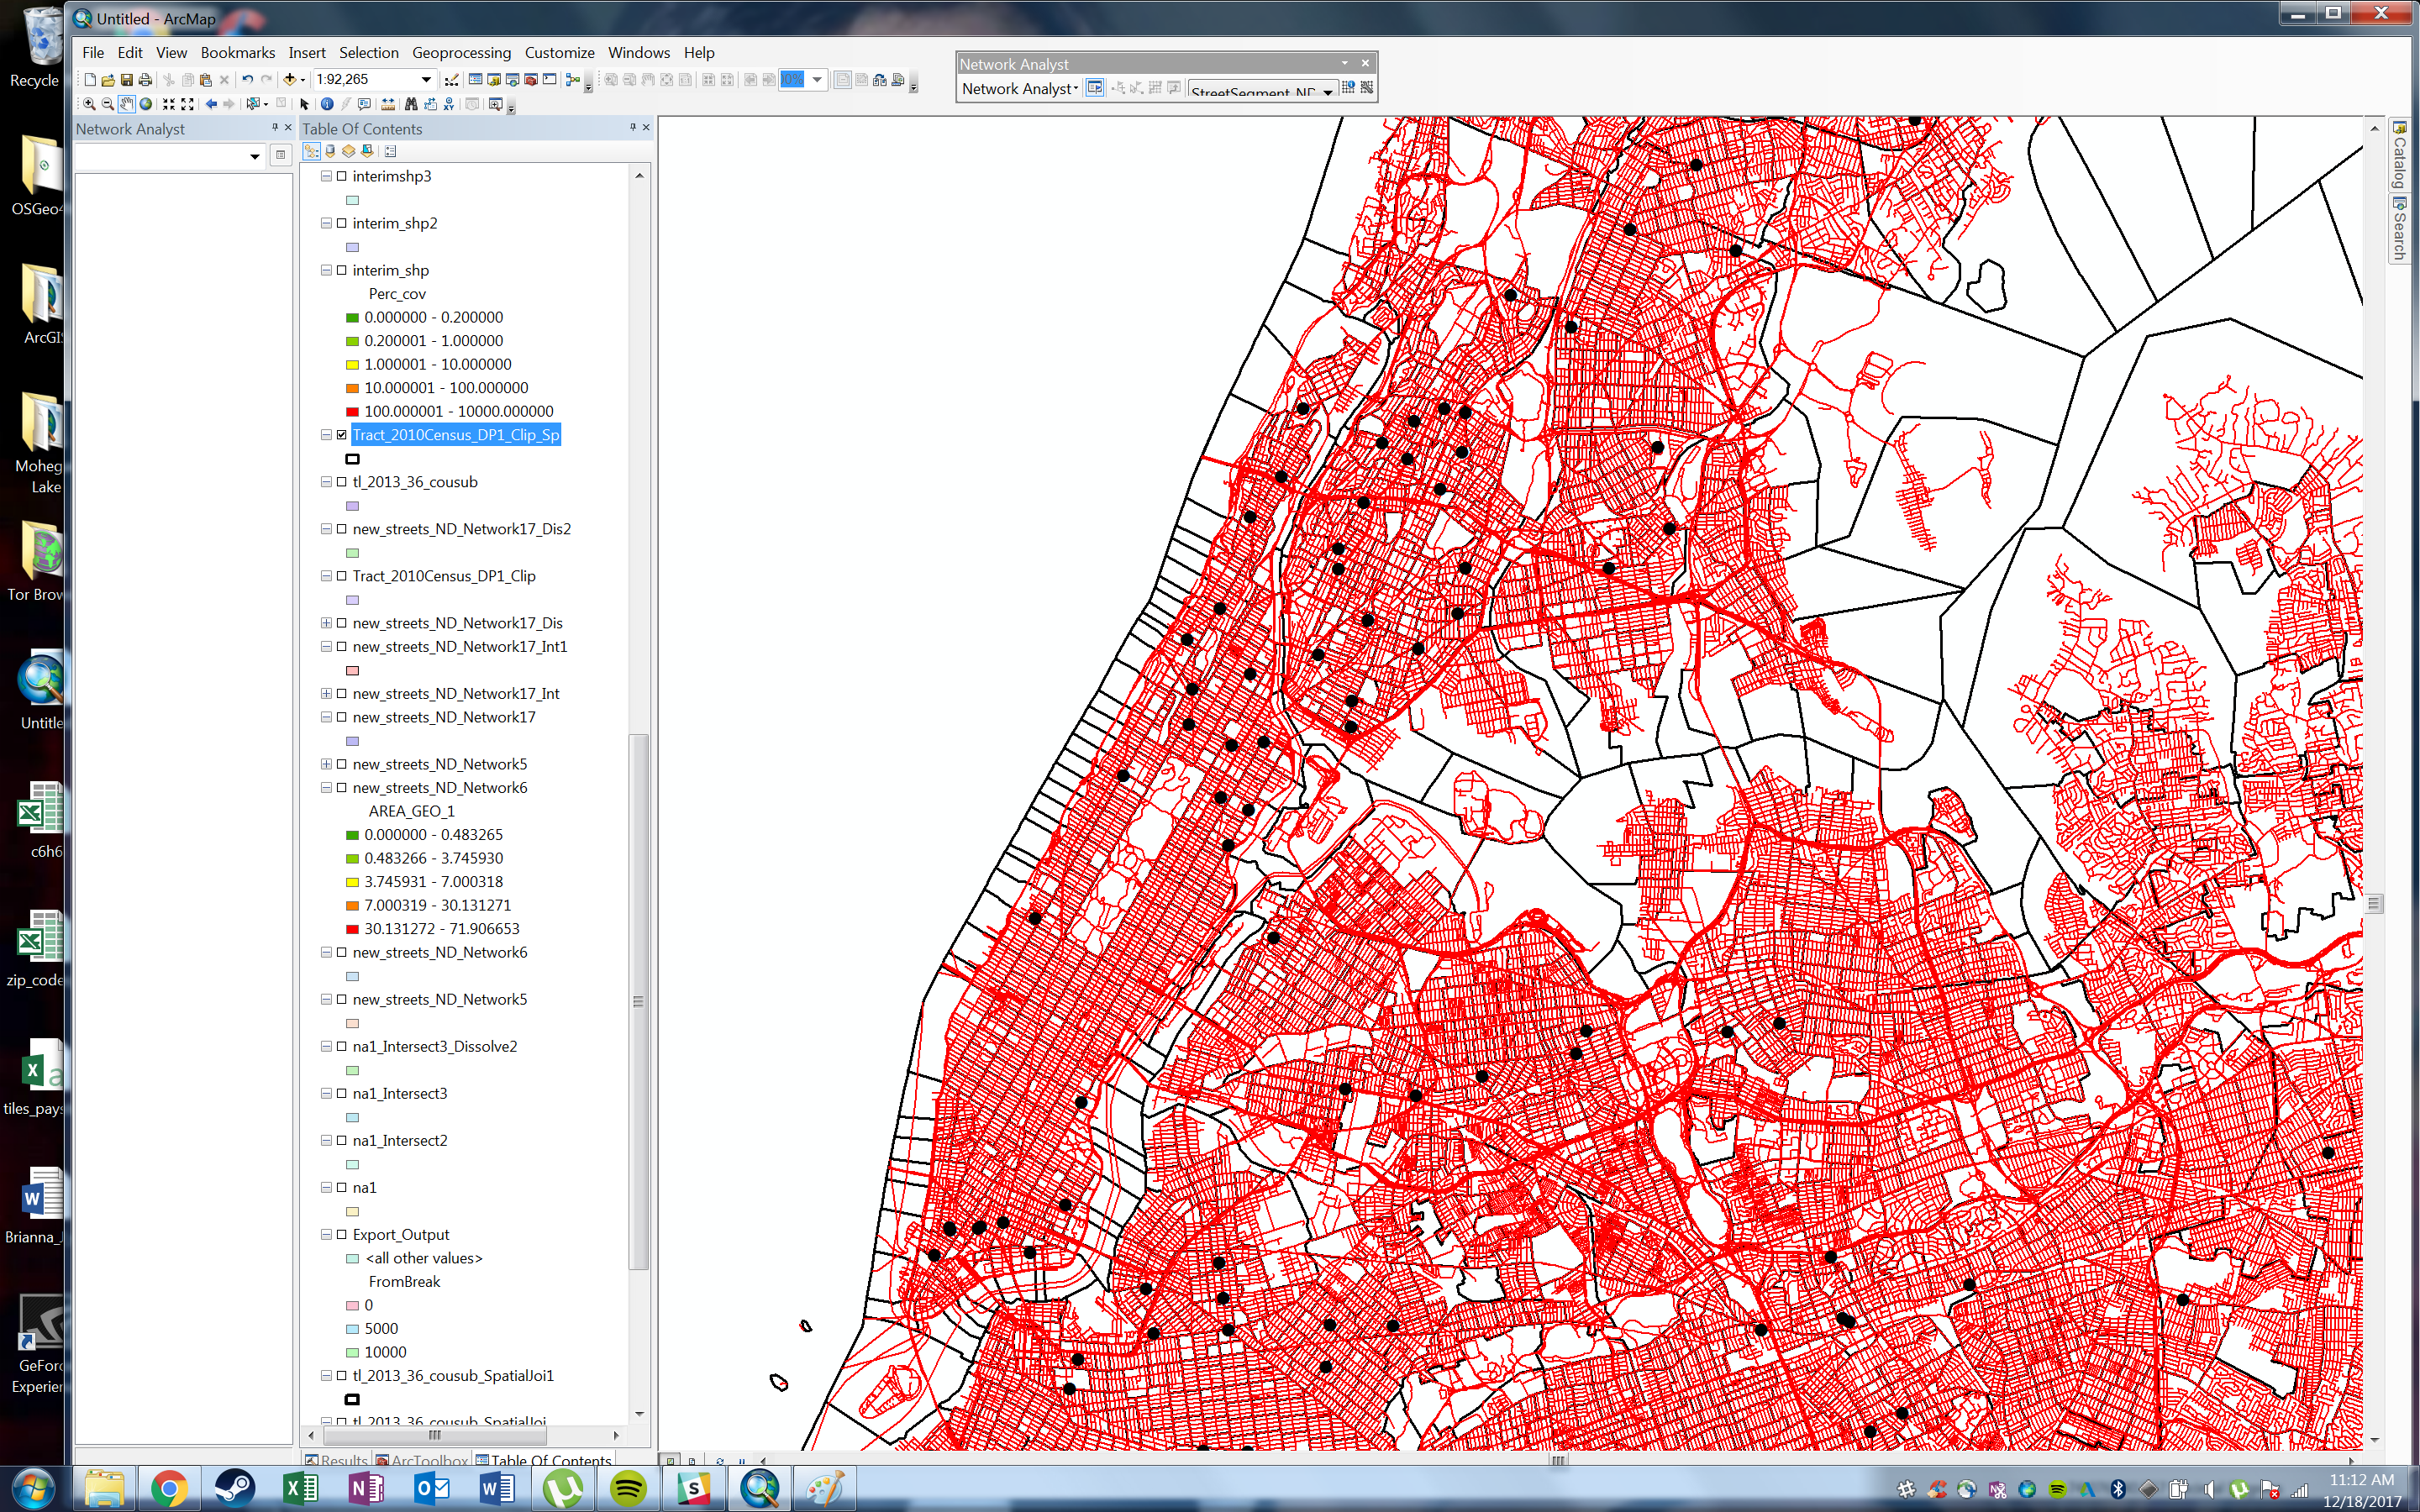 Untitled - ArcMap
File Edit View Bookmarks Insert Selection Geoprocessing Customize Windows Help
1:92,265
Network Analyst
Network Analyst
StreetSegment_ND
Network Analyst
Table Of Contents
interimshp3
interim_shp2
interim_shp
Perc_cov
0.000000 - 0.200000
0.200001 - 1.000000
1.000001 - 10.000000
10.000001 - 100.000000
100.000001 - 10000.000000
Tract_2010Census_DP1_Clip_Sp
tl_2013_36_cousub
new_streets_ND_Network17_Dis2
Tract_2010Census_DP1_Clip
new_streets_ND_Network17_Dis
new_streets_ND_Network17_Int1
new_streets_ND_Network17_Int
new_streets_ND_Network17
new_streets_ND_Network5
new_streets_ND_Network6
AREA_GEO_1
0.000000 - 0.483265
0.483266 - 3.745930
3.745931 - 7.000318
7.000319 - 30.131271
30.131272 - 71.906653
new_streets_ND_Network6
new_streets_ND_Network5
na1_Intersect3_Dissolve2
na1_Intersect3
na1_Intersect2
na1
Export_Output
<all other values>
FromBreak
0
5000
10000
tl_2013_36_cousub_SpatialJoi1
tl_2013_36_cousub_SpatialJoi
Results ArcToolbox Table Of Contents
Catalog
Search
Recycle
OSGeo4
ArcGIS
Moheg
Lake
Tor Brow
Untitle
c6h6
zip_code
tiles_pays
Brianna_J
GeForc
Experien
11:12 AM
12/18/2017